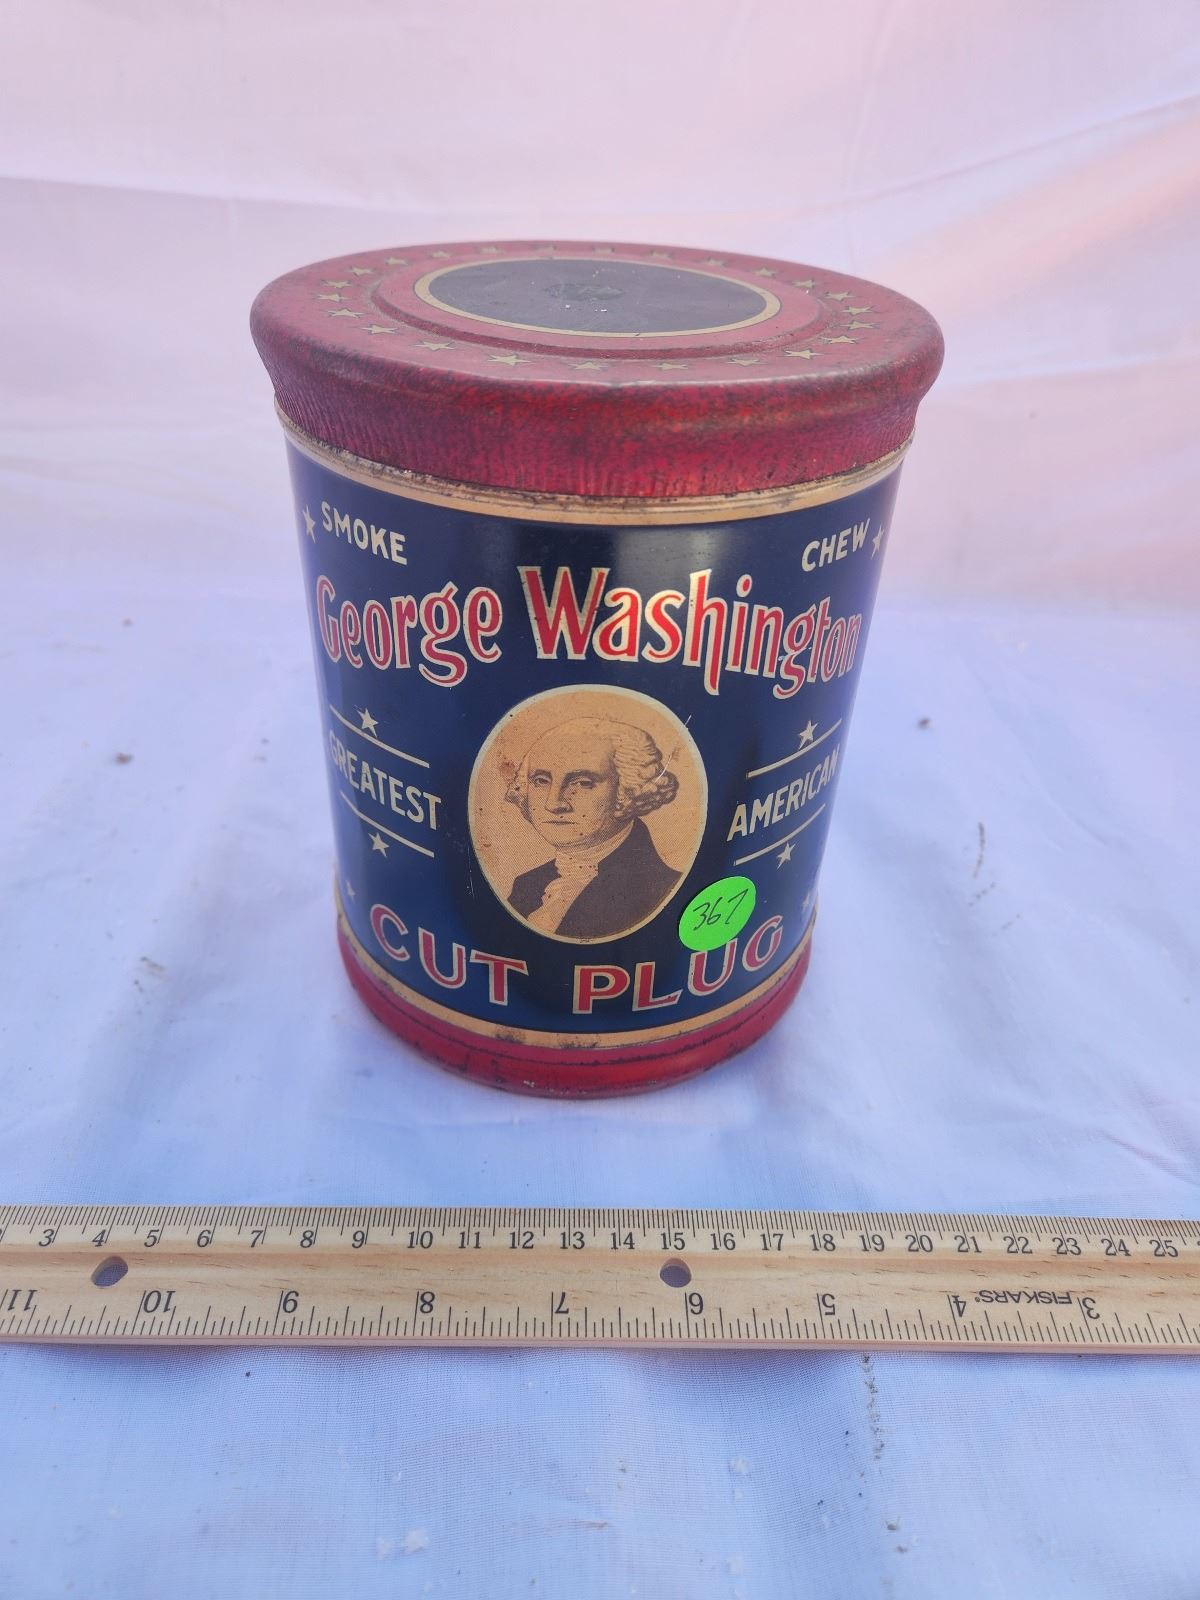 SMOKE CHEW
George Washington
GREATEST AMERICAN
367
CUT PLUG
3 4 5 6 7 8 9 10 11 12 13 14 15 16 17 18 19 20 21 22 23 24 25
11 10 9 8 7 6 5 4 FISKARS® 3